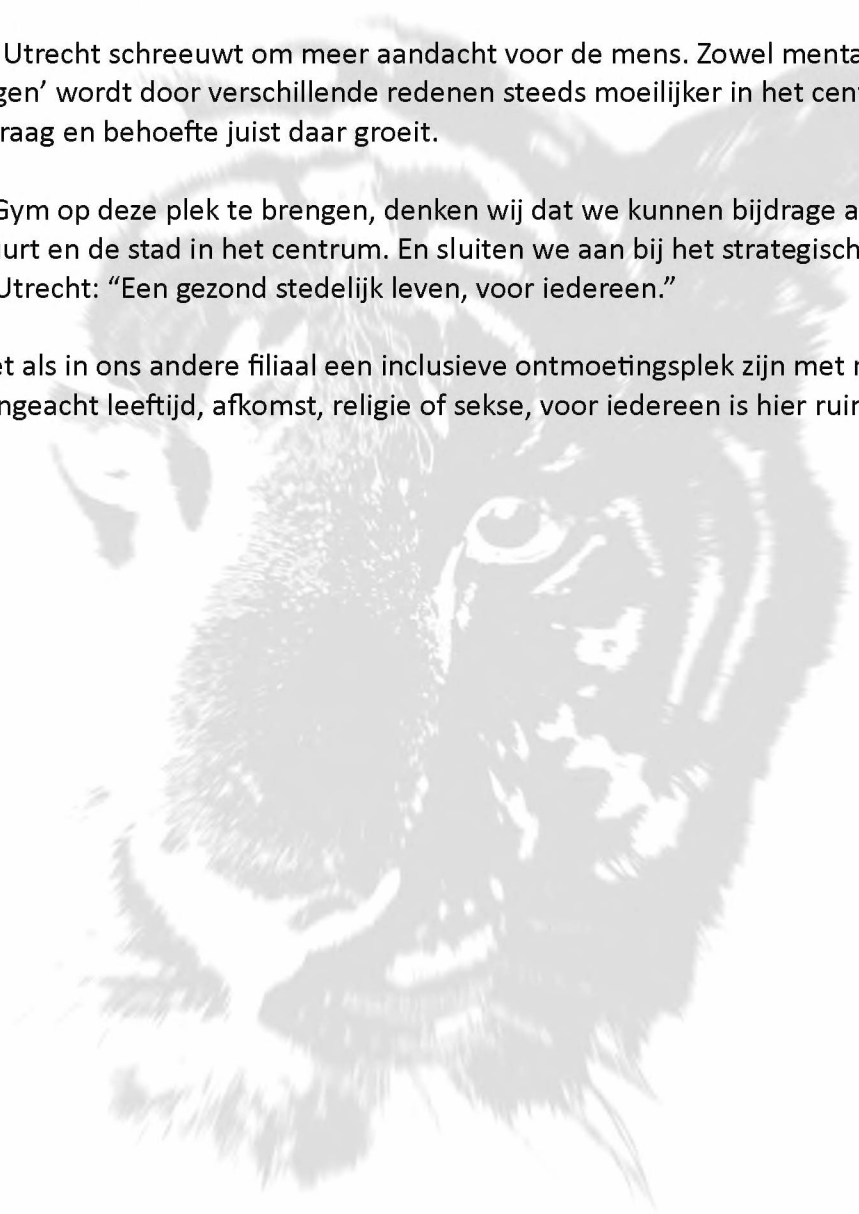 Utrecht schreeuwt om meer aandacht voor de mens. Zowel menta
gen’ wordt door verschillende redenen steeds moeilijker in het cent
raag en behoefte juist daar groeit.
Gym op deze plek te brengen, denken wij dat we kunnen bijdrage a
urt en de stad in het centrum. En sluiten we aan bij het strategisch
Utrecht: “Een gezond stedelijk leven, voor iedereen.”
et als in ons andere filiaal een inclusieve ontmoetingsplek zijn met
ngeacht leeftijd, afkomst, religie of sekse, voor iedereen is hier rui